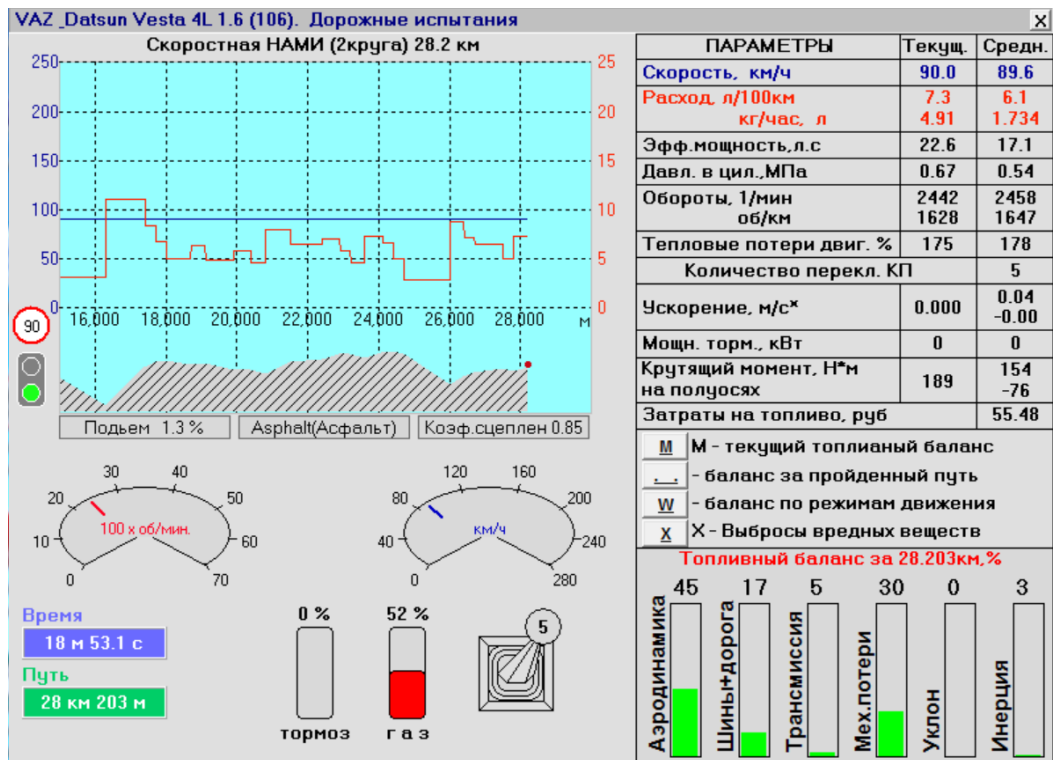 VAZ _Datsun Vesta 4L 1.6 (106). Дорожные испытания
X
Скоростная НАМИ (2круга) 28.2 км
250
200
150
100
50
0
25
20
15
10
5
0
16,000 18,000 20,000 22,000 24,000 26,000 28,000 м
90
Подьем 1.3 %
Asphalt(Асфальт)
Коэф.сцеплен 0.85
0 10 20 30 40 50 60 70
100 x об/мин.
0 40 80 120 160 200 240 280
км/ч
Время
18 м 53.1 с
Путь
28 км 203 м
0 %
тормоз
52 %
газ
5
ПАРАМЕТРЫ Текущ. Средн.
Скорость, км/ч 90.0 89.6
Расход, л/100км 7.3 6.1
кг/час, л 4.91 1.734
Эфф.мощность,л.с 22.6 17.1
Давл. в цил.,МПа 0.67 0.54
Обороты, 1/мин 2442 2458
об/км 1628 1647
Тепловые потери двиг. % 175 178
Количество перекл. КП 5
Ускорение, м/сˣ 0.000 0.04
-0.00
Мощн. торм., кВт 0 0
Крутящий момент, Н*м 154
на полуосях 189 -76
Затраты на топливо, руб 55.48
M М - текущий топлианый баланс
. . - баланс за пройденный путь
W - баланс по режимам движения
X X - Выбросы вредных веществ
Топливный баланс за 28.203км,%
45 17 5 30 0 3
Аэродинамика
Шины+дорога
Трансмиссия
Мех.потери
Уклон
Инерция